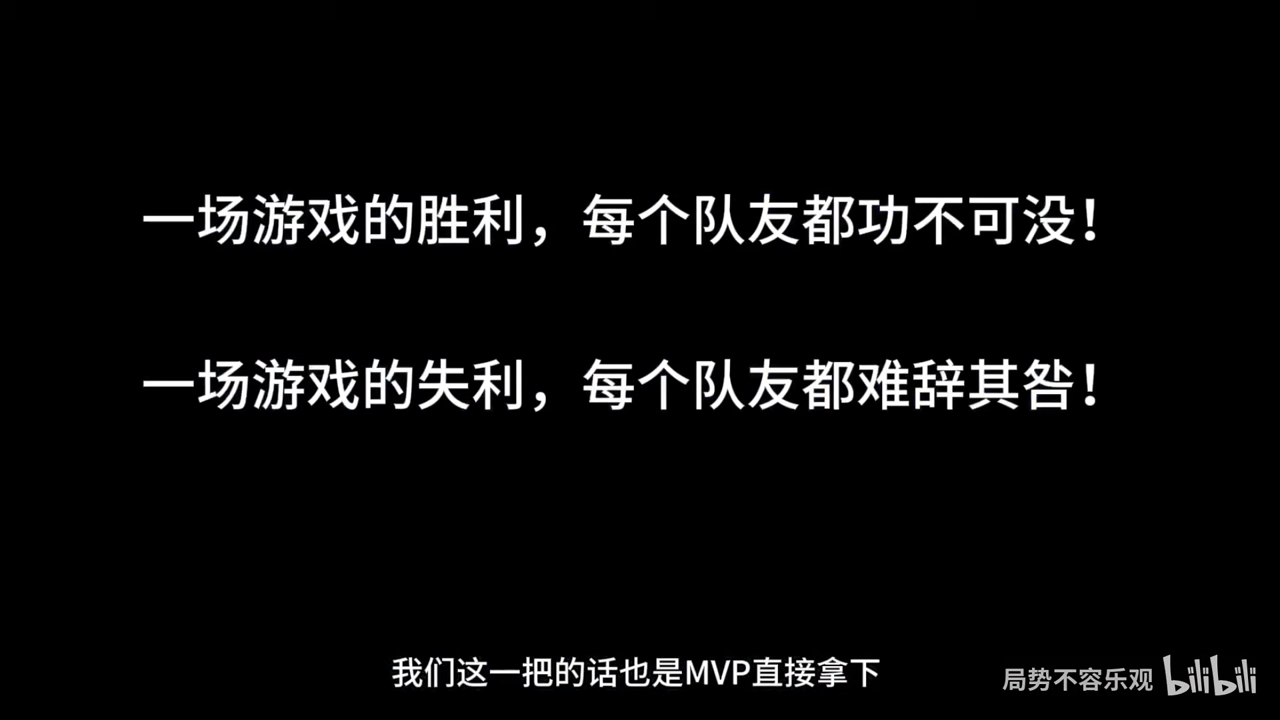 一场游戏的胜利，每个队友都功不可没！
一场游戏的失利，每个队友都难辞其咎！
我们这一把的话也是MVP直接拿下
局势不容乐观 bilibili